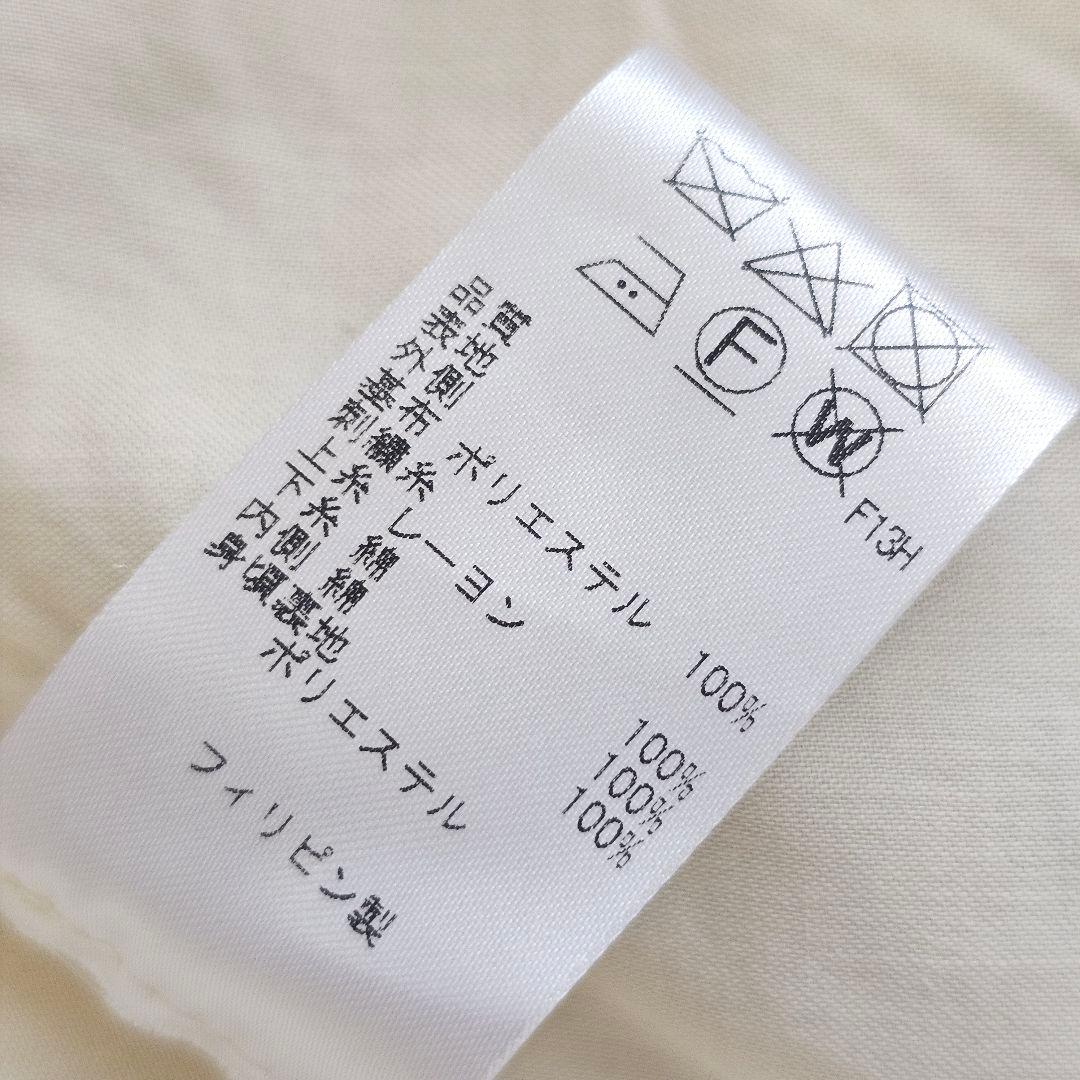 F
W
F13H
品質
表地
外側
基布 ポリエステル 100%
刺繍糸
上糸 レーヨン 100%
下糸 綿 100%
内側 綿 100%
身頃裏地
ポリエステル
フィリピン製